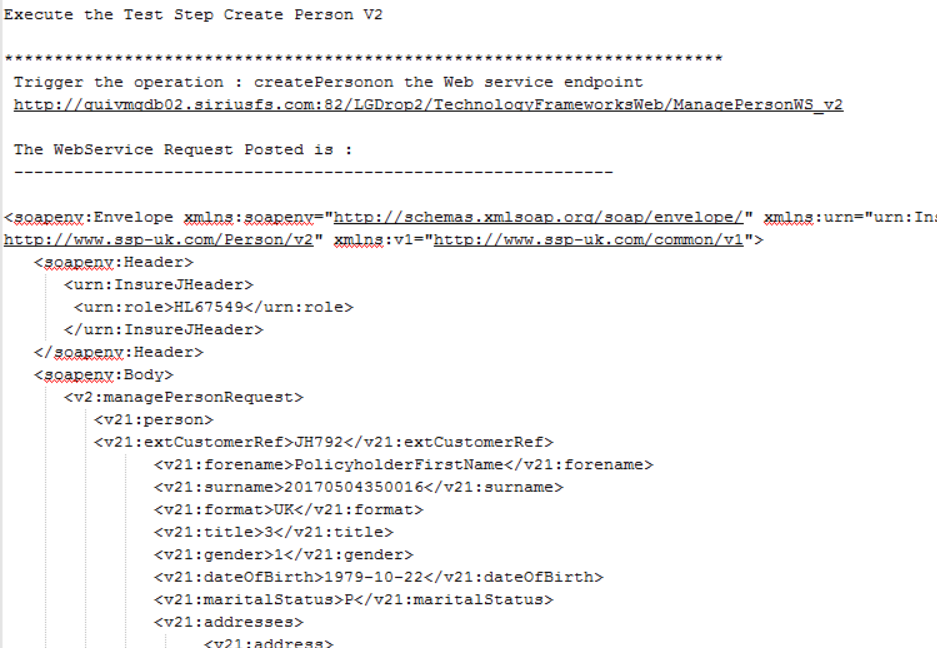 Execute the Test Step Create Person V2
************************************************************************
Trigger the operation : createPersonon the Web service endpoint
http://quivmgdb02.siriusfs.com:82/LGDrop2/TechnologyFrameworksWeb/ManagePersonWS_v2
The WebService Request Posted is :
------------------------------------------------------------
<soapenv:Envelope xmlns:soapenv="http://schemas.xmlsoap.org/soap/envelope/" xmlns:urn="urn:Ins
http://www.ssp-uk.com/Person/v2" xmlns:v1="http://www.ssp-uk.com/common/v1">
<soapenv:Header>
<urn:InsureJHeader>
<urn:role>HL67549</urn:role>
</urn:InsureJHeader>
</soapenv:Header>
<soapenv:Body>
<v2:managePersonRequest>
<v21:person>
<v21:extCustomerRef>JH792</v21:extCustomerRef>
<v21:forename>PolicyholderFirstName</v21:forename>
<v21:surname>20170504350016</v21:surname>
<v21:format>UK</v21:format>
<v21:title>3</v21:title>
<v21:gender>1</v21:gender>
<v21:dateOfBirth>1979-10-22</v21:dateOfBirth>
<v21:maritalStatus>P</v21:maritalStatus>
<v21:addresses>
<v21:address>